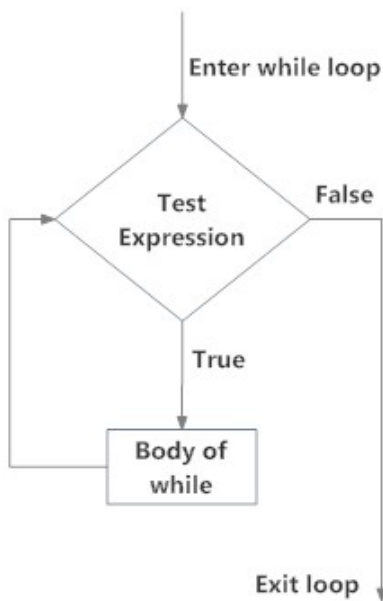 Enter while loop
Test
Expression
False
True
Body of
while
Exit loop